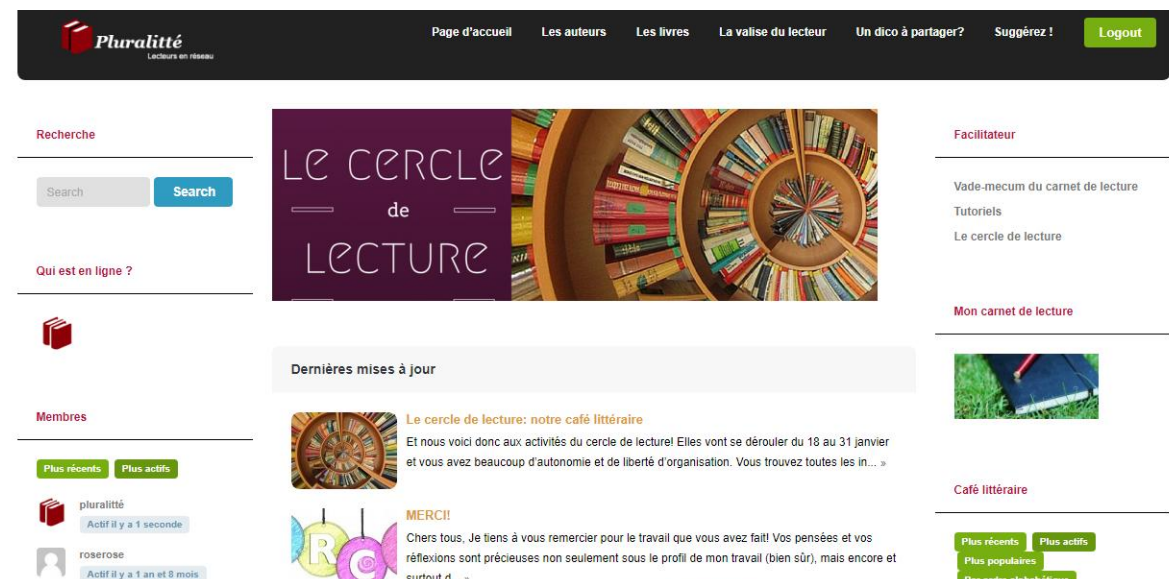 Pluralitté
Lecteurs en réseau
Page d'accueil
Les auteurs
Les livres
La valise du lecteur
Un dico à partager?
Suggérez !
Logout
Recherche
Search
Search
Qui est en ligne ?
Membres
Plus récents
Plus actifs
pluralitté
Actif il y a 1 seconde
roserose
Actif il y a 1 an et 8 mois
LE CERCLE
de
LECTURE
Dernières mises à jour
Le cercle de lecture: notre café littéraire
Et nous voici donc aux activités du cercle de lecture! Elles vont se dérouler du 18 au 31 janvier
et vous avez beaucoup d'autonomie et de liberté d'organisation. Vous trouvez toutes les in... »
MERCI!
Chers tous, Je tiens à vous remercier pour le travail que vous avez fait! Vos pensées et vos
réflexions sont précieuses non seulement sous le profil de mon travail (bien sûr), mais encore et
surtout d... »
RC
Facilitateur
Vade-mecum du carnet de lecture
Tutoriels
Le cercle de lecture
Mon carnet de lecture
Café littéraire
Plus récents
Plus actifs
Plus populaires
Par ordre alphabétique